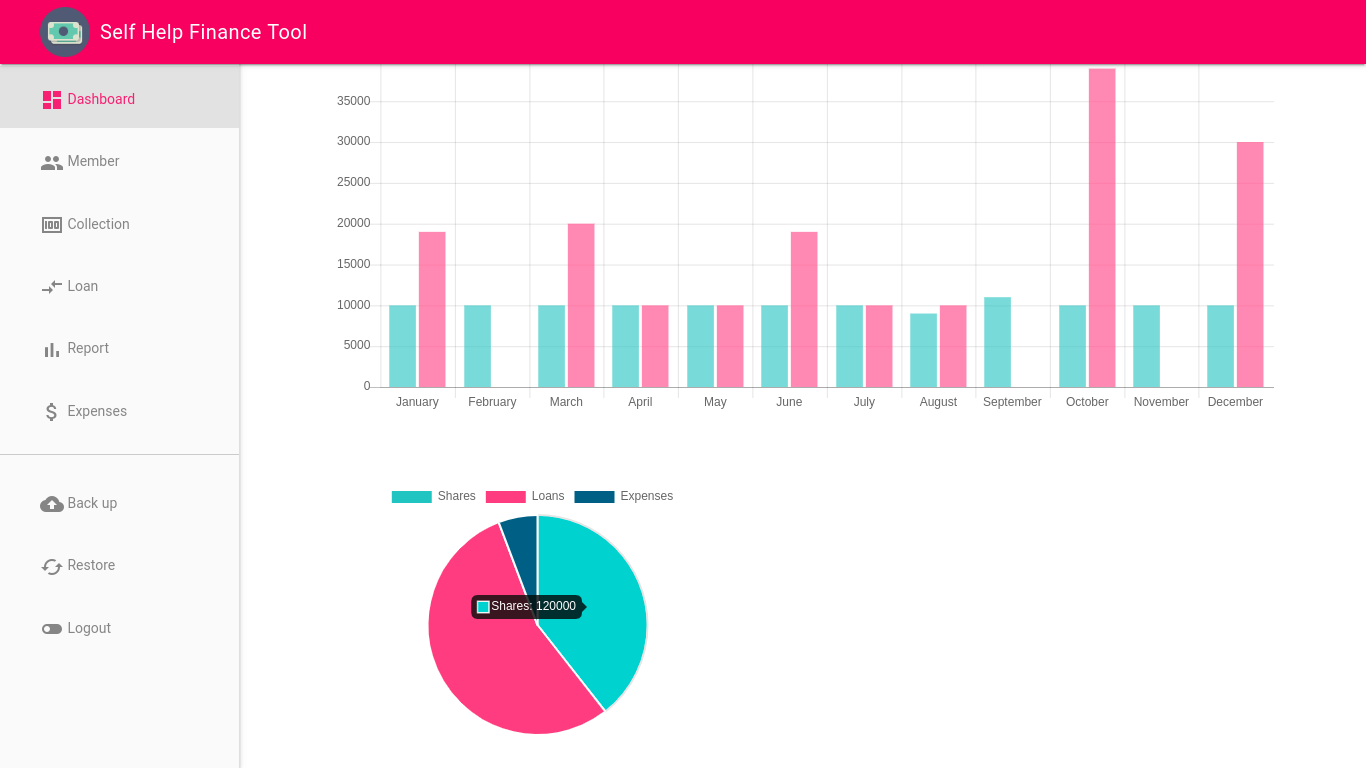 Self Help Finance Tool
Dashboard
Member
Collection
Loan
Report
Expenses
Back up
Restore
Logout
35000
30000
25000
20000
15000
10000
5000
0
January February March April May June July August September October November December
Shares Loans Expenses
Shares: 120000